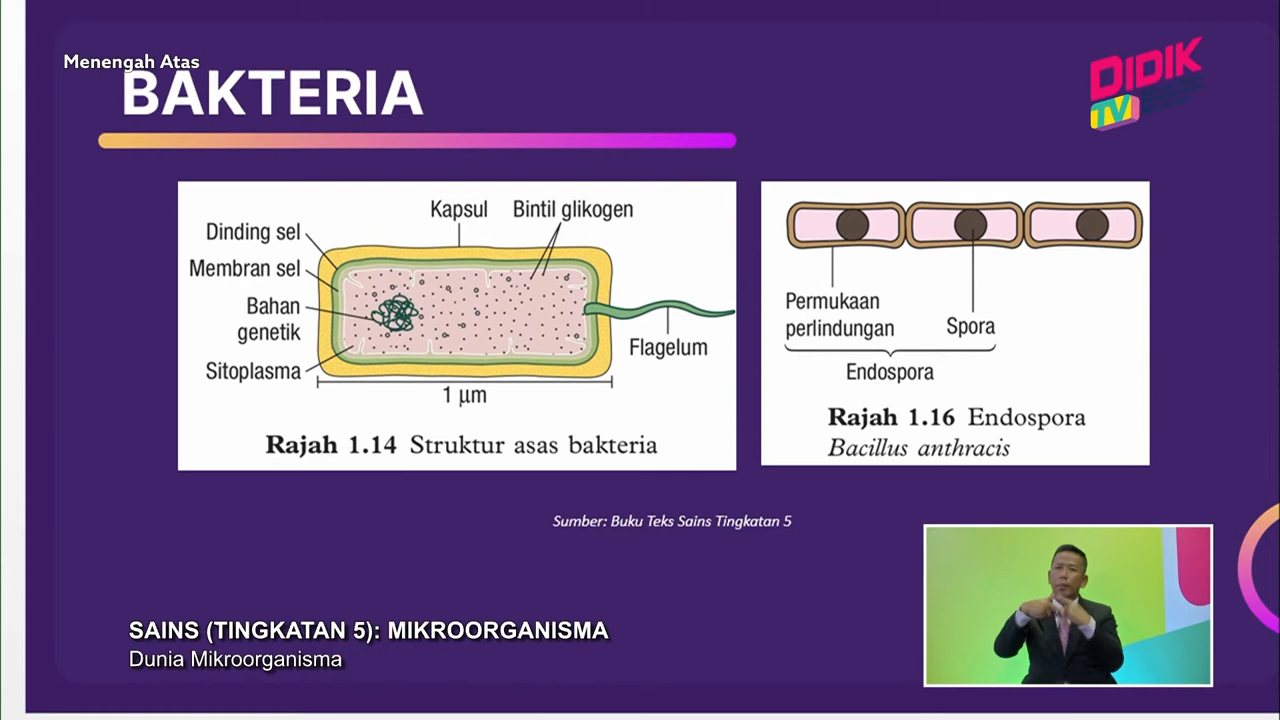 Menengah Atas
BAKTERIA
DIDIK
TV
Kapsul
Bintil glikogen
Dinding sel
Membran sel
Bahan
genetik
Sitoplasma
Flagelum
1 µm
Rajah 1.14 Struktur asas bakteria
Permukaan
perlindungan
Spora
Endospora
Rajah 1.16 Endospora
Bacillus anthracis
Sumber: Buku Teks Sains Tingkatan 5
SAINS (TINGKATAN 5): MIKROORGANISMA
Dunia Mikroorganisma